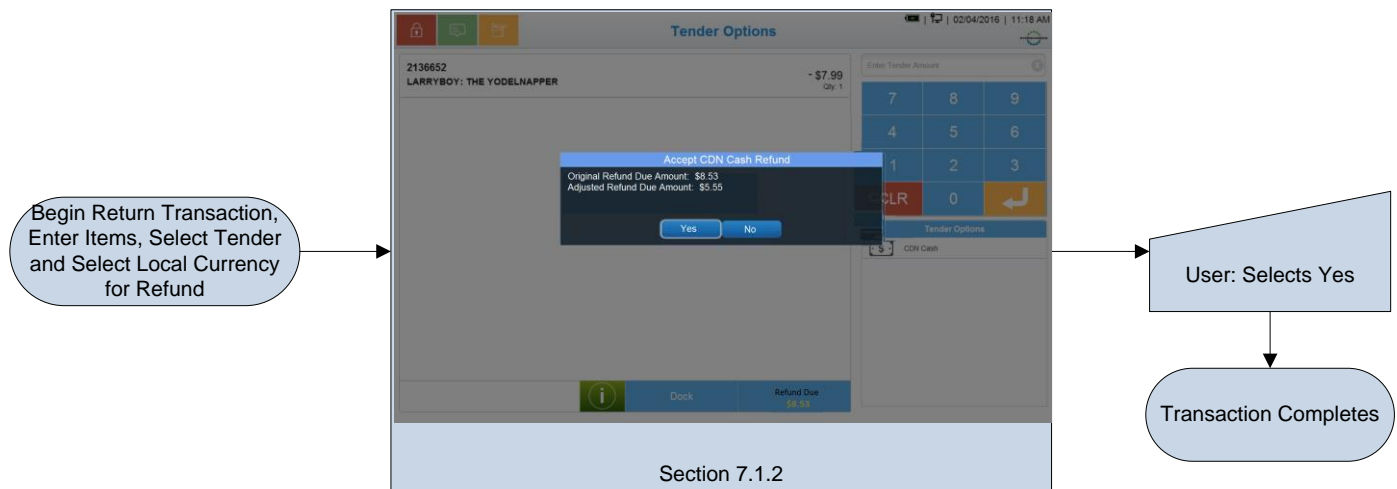 Begin Return Transaction,
Enter Items, Select Tender
and Select Local Currency
for Refund
Tender Options
02/04/2016 | 11:18 AM
2136652
LARRYBOY: THE YODELNAPPER
- $7.99
Qty: 1
Enter Tender Amount
7 8 9
4 5 6
1 2 3
CLR 0
Accept CDN Cash Refund
Original Refund Due Amount: $8.53
Adjusted Refund Due Amount: $5.55
Yes No
Tender Options
$ CDN Cash
i Dock
Refund Due
$8.53
Section 7.1.2
User: Selects Yes
Transaction Completes